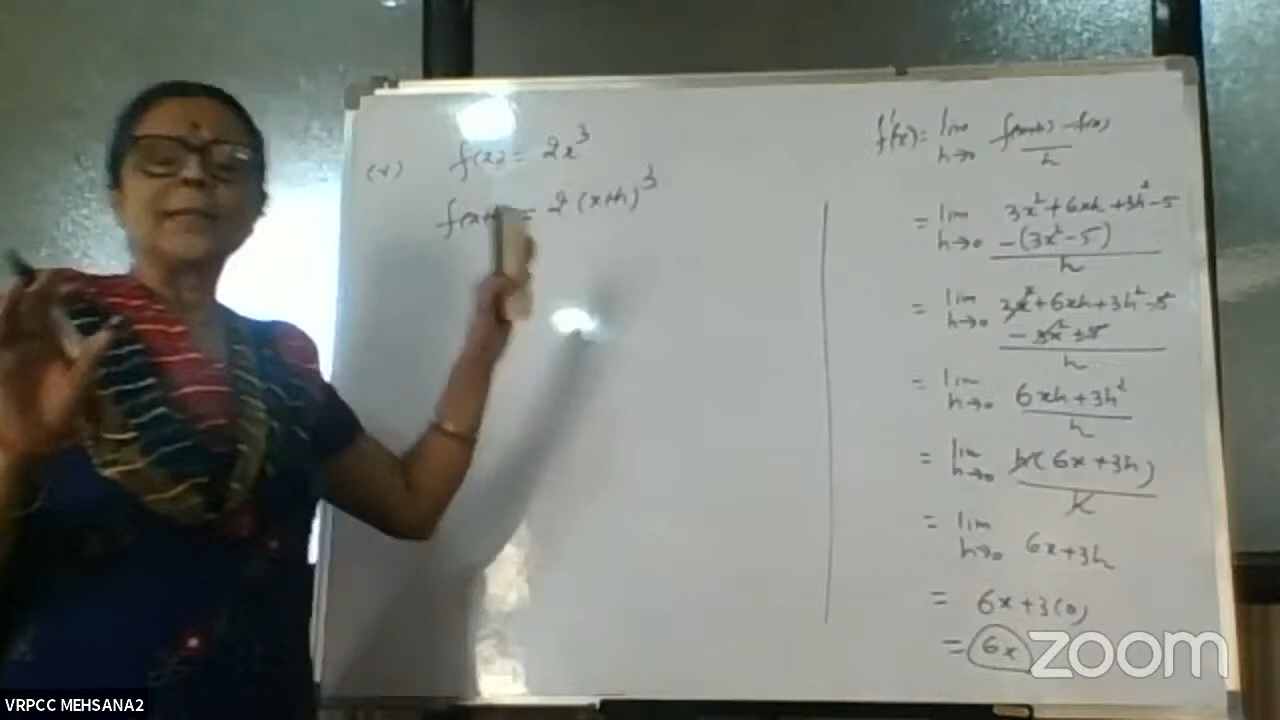 (v) f(x) = 2x³
f(x+h) = 2 (x+h)³
f'(x) = lim h→0 f(x+h) - f(x) / h
= lim h→0 3x² + 6xh + 3h² - 5 - (3x² - 5) / h
= lim h→0 3x² + 6xh + 3h² - 5 - 3x² + 5 / h
= lim h→0 6xh + 3h² / h
= lim h→0 h(6x + 3h) / h
= lim h→0 6x + 3h
= 6x + 3(0)
= 6x
zoom
VRPCC MEHSANA2